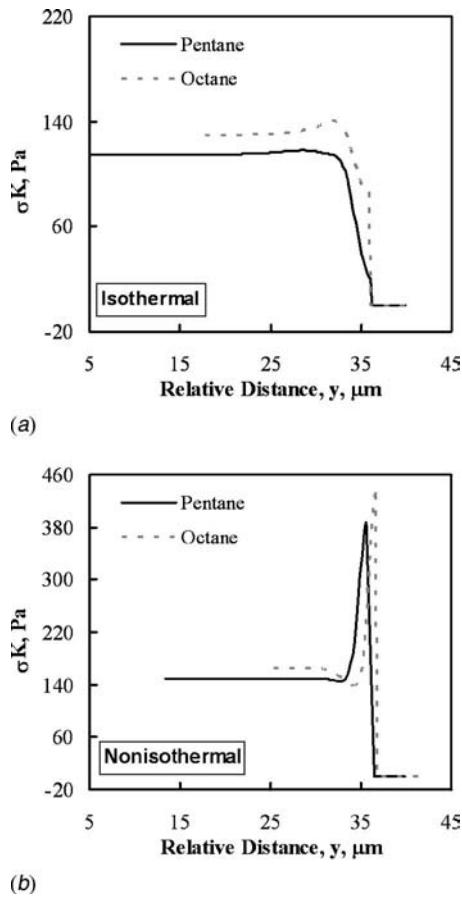 220
Pentane
Octane
140
σK, Pa
60
Isothermal
-20
5 15 25 35 45
Relative Distance, y, μm
(a)
460
Pentane
380
Octane
300
σK, Pa
220
140
60
Nonisothermal
-20
5 15 25 35 45
Relative Distance, y, μm
(b)